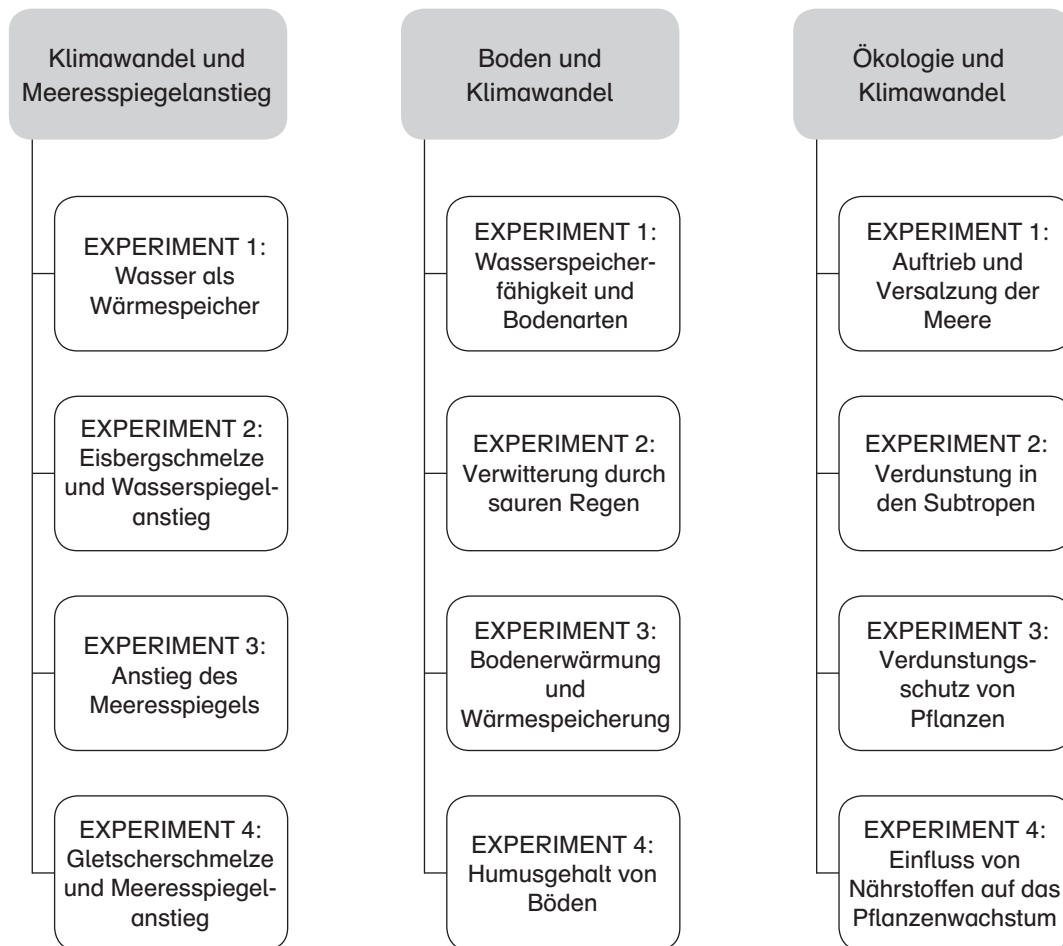 Klimawandel und
Meeresspiegelanstieg
EXPERIMENT 1:
Wasser als
Wärmespeicher
EXPERIMENT 2:
Eisbergschmelze
und Wasserspiegel-
anstieg
EXPERIMENT 3:
Anstieg des
Meeresspiegels
EXPERIMENT 4:
Gletscherschmelze
und Meeresspiegel-
anstieg
Boden und
Klimawandel
EXPERIMENT 1:
Wasserspeicher-
fähigkeit und
Bodenarten
EXPERIMENT 2:
Verwitterung durch
sauren Regen
EXPERIMENT 3:
Bodenerwärmung
und
Wärmespeicherung
EXPERIMENT 4:
Humusgehalt von
Böden
Ökologie und
Klimawandel
EXPERIMENT 1:
Auftrieb und
Versalzung der
Meere
EXPERIMENT 2:
Verdunstung in
den Subtropen
EXPERIMENT 3:
Verdunstungs-
schutz von
Pflanzen
EXPERIMENT 4:
Einfluss von
Nährstoffen auf das
Pflanzenwachstum